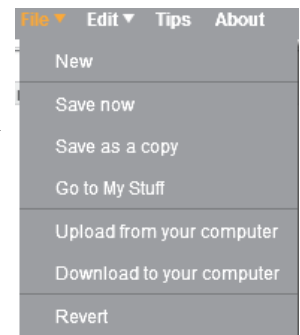 File ▼ Edit ▼ Tips About
New
Save now
Save as a copy
Go to My Stuff
Upload from your computer
Download to your computer
Revert